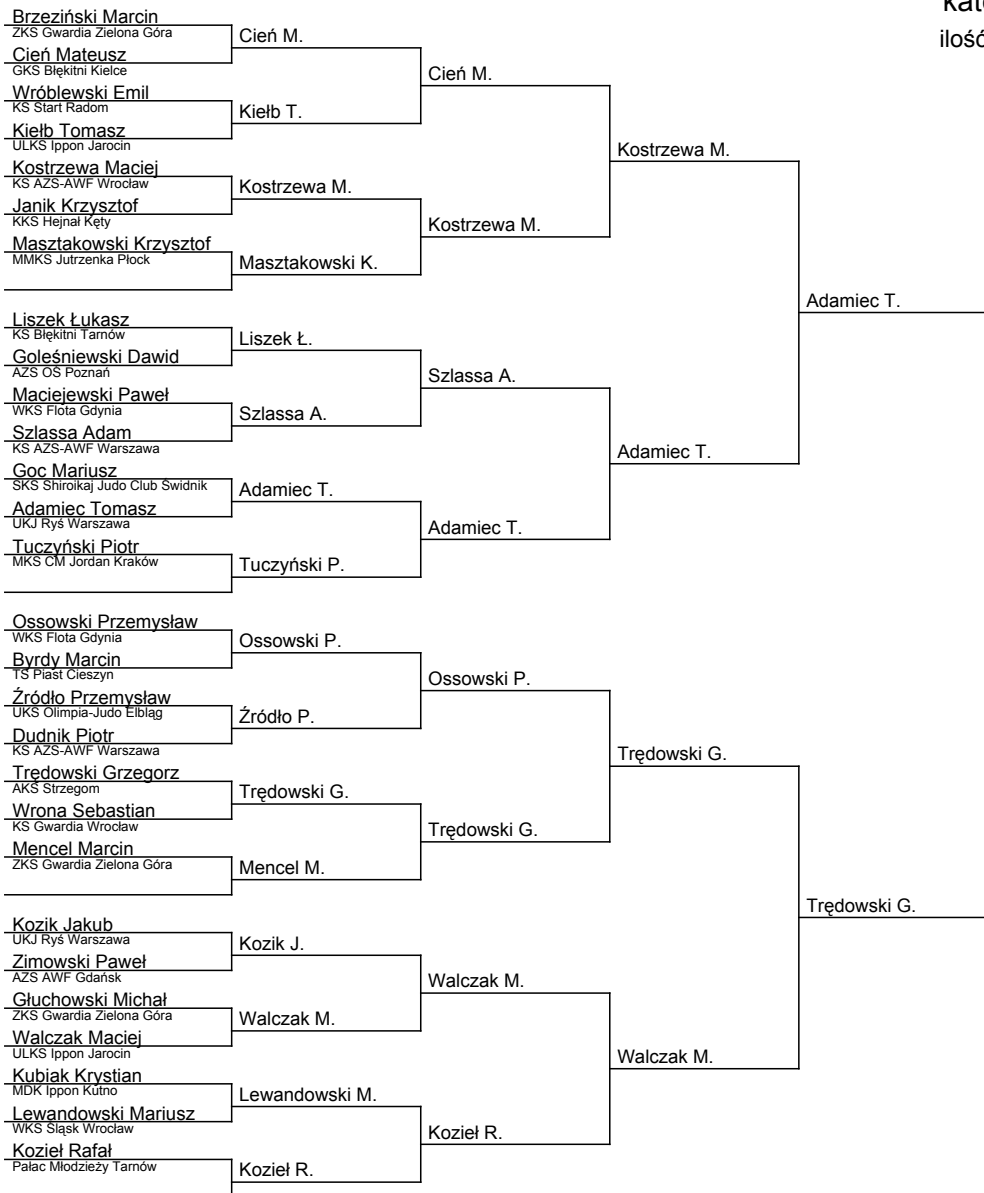 kat
ilość
Brzeziński Marcin
ZKS Gwardia Zielona Góra
Cień Mateusz
GKS Błękitni Kielce
Wróblewski Emil
KS Start Radom
Kiełb Tomasz
ULKS Ippon Jarocin
Kostrzewa Maciej
KS AZS-AWF Wrocław
Janik Krzysztof
KKS Hejnał Kęty
Masztakowski Krzysztof
MMKS Jutrzenka Płock
Liszek Łukasz
KS Błękitni Tarnów
Goleśniewski Dawid
AZS OŚ Poznań
Maciejewski Paweł
WKS Flota Gdynia
Szlassa Adam
KS AZS-AWF Warszawa
Goc Mariusz
SKS Shiroikaj Judo Club Świdnik
Adamiec Tomasz
UKJ Ryś Warszawa
Tuczyński Piotr
MKS CM Jordan Kraków
Ossowski Przemysław
WKS Flota Gdynia
Byrdy Marcin
TS Piast Cieszyn
Źródło Przemysław
UKS Olimpia-Judo Elbląg
Dudnik Piotr
KS AZS-AWF Warszawa
Trędowski Grzegorz
AKS Strzegom
Wrona Sebastian
KS Gwardia Wrocław
Mencel Marcin
ZKS Gwardia Zielona Góra
Kozik Jakub
UKJ Ryś Warszawa
Zimowski Paweł
AZS AWF Gdańsk
Głuchowski Michał
ZKS Gwardia Zielona Góra
Walczak Maciej
ULKS Ippon Jarocin
Kubiak Krystian
MDK Ippon Kutno
Lewandowski Mariusz
WKS Śląsk Wrocław
Kozieł Rafał
Pałac Młodzieży Tarnów
Cień M.
Kiełb T.
Kostrzewa M.
Masztakowski K.
Liszek Ł.
Szlassa A.
Adamiec T.
Tuczyński P.
Ossowski P.
Źródło P.
Trędowski G.
Mencel M.
Kozik J.
Walczak M.
Lewandowski M.
Kozieł R.
Cień M.
Kostrzewa M.
Szlassa A.
Adamiec T.
Ossowski P.
Trędowski G.
Walczak M.
Kozieł R.
Kostrzewa M.
Adamiec T.
Trędowski G.
Walczak M.
Adamiec T.
Trędowski G.